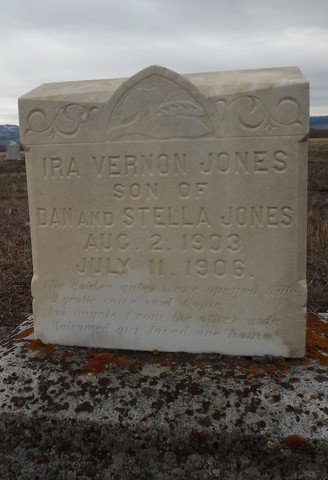 IRA VERNON JONES
SON OF
DAN AND STELLA JONES
AUG. 2. 1903
JULY 11. 1906.
The golden gates were opened wide
A gentle voice said Come
And angels from the other side
Welcomed our loved one home.